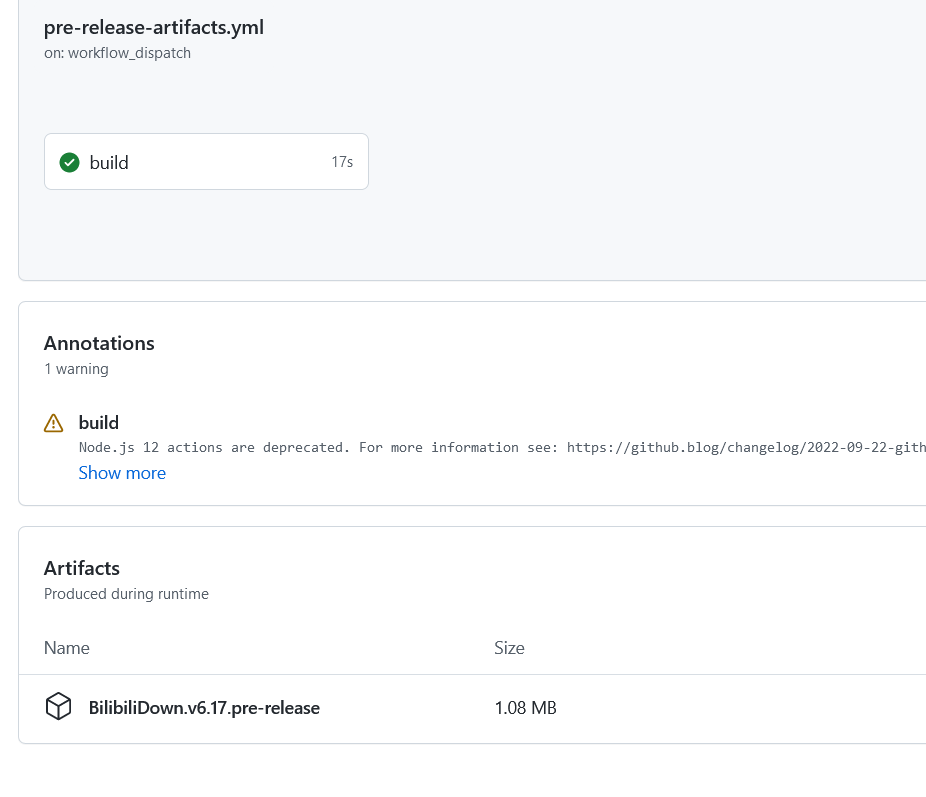 pre-release-artifacts.yml
on: workflow_dispatch
build 17s
Annotations
1 warning
build
Node.js 12 actions are deprecated. For more information see: https://github.blog/changelog/2022-09-22-gith
Show more
Artifacts
Produced during runtime
Name Size
BilibiliDown.v6.17.pre-release 1.08 MB